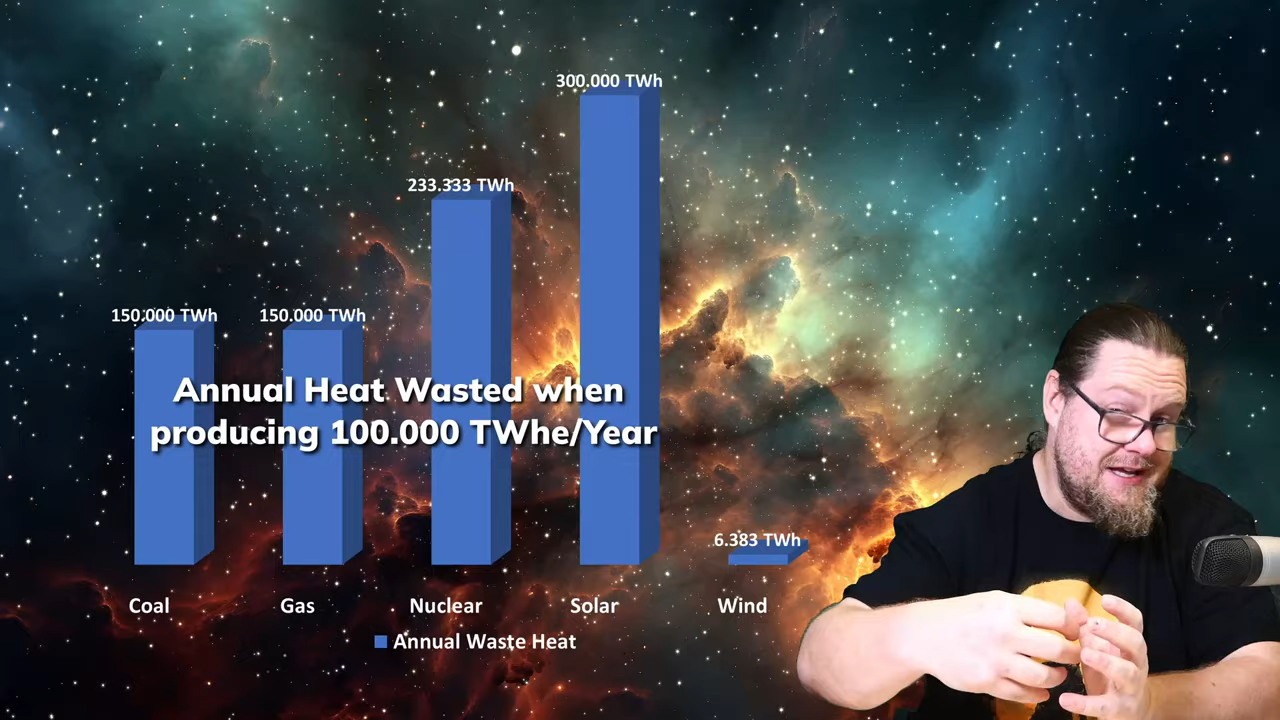 300.000 TWh
233.333 TWh
150.000 TWh 150.000 TWh
Annual Heat Wasted when
producing 100.000 TWhe/Year
6.383 TWh
Coal Gas Nuclear Solar Wind
Annual Waste Heat